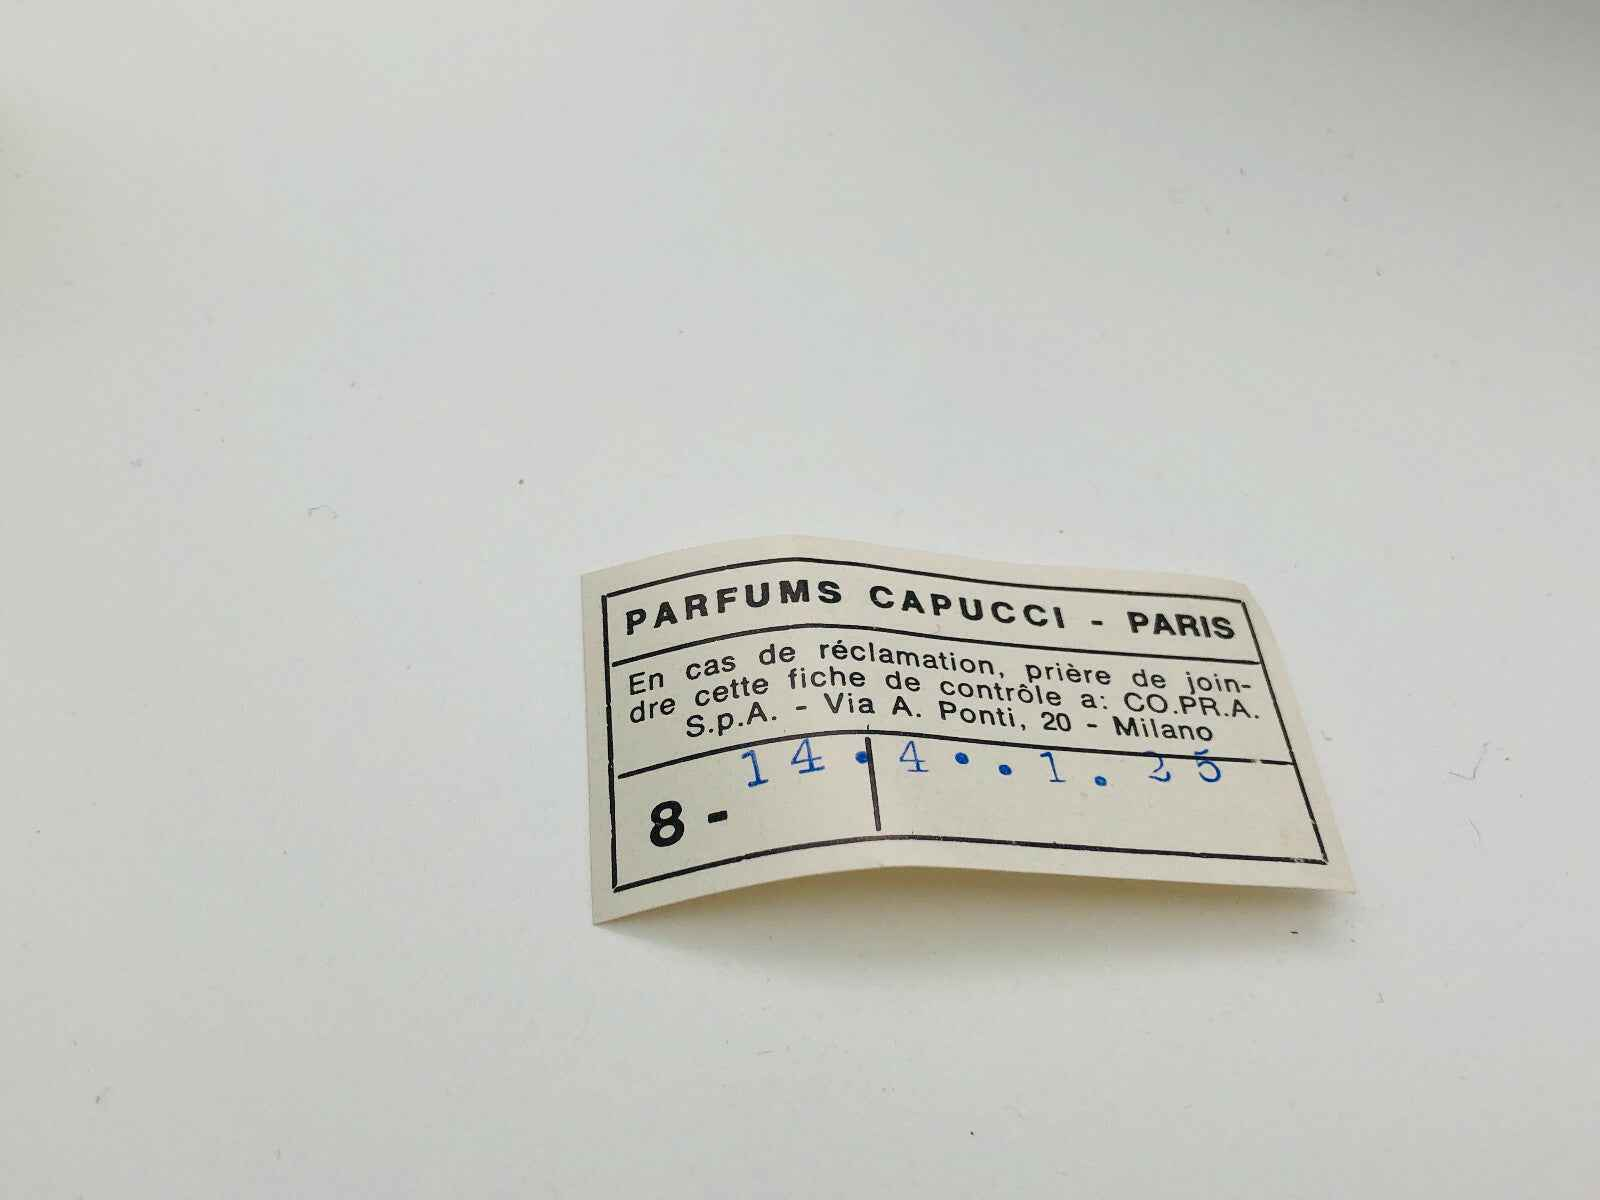 PARFUMS CAPUCCI - PARIS
En cas de réclamation, prière de join-
dre cette fiche de contrôle a: CO.PR.A.
S.p.A. - Via A. Ponti, 20 - Milano
14.4..1.25
8-